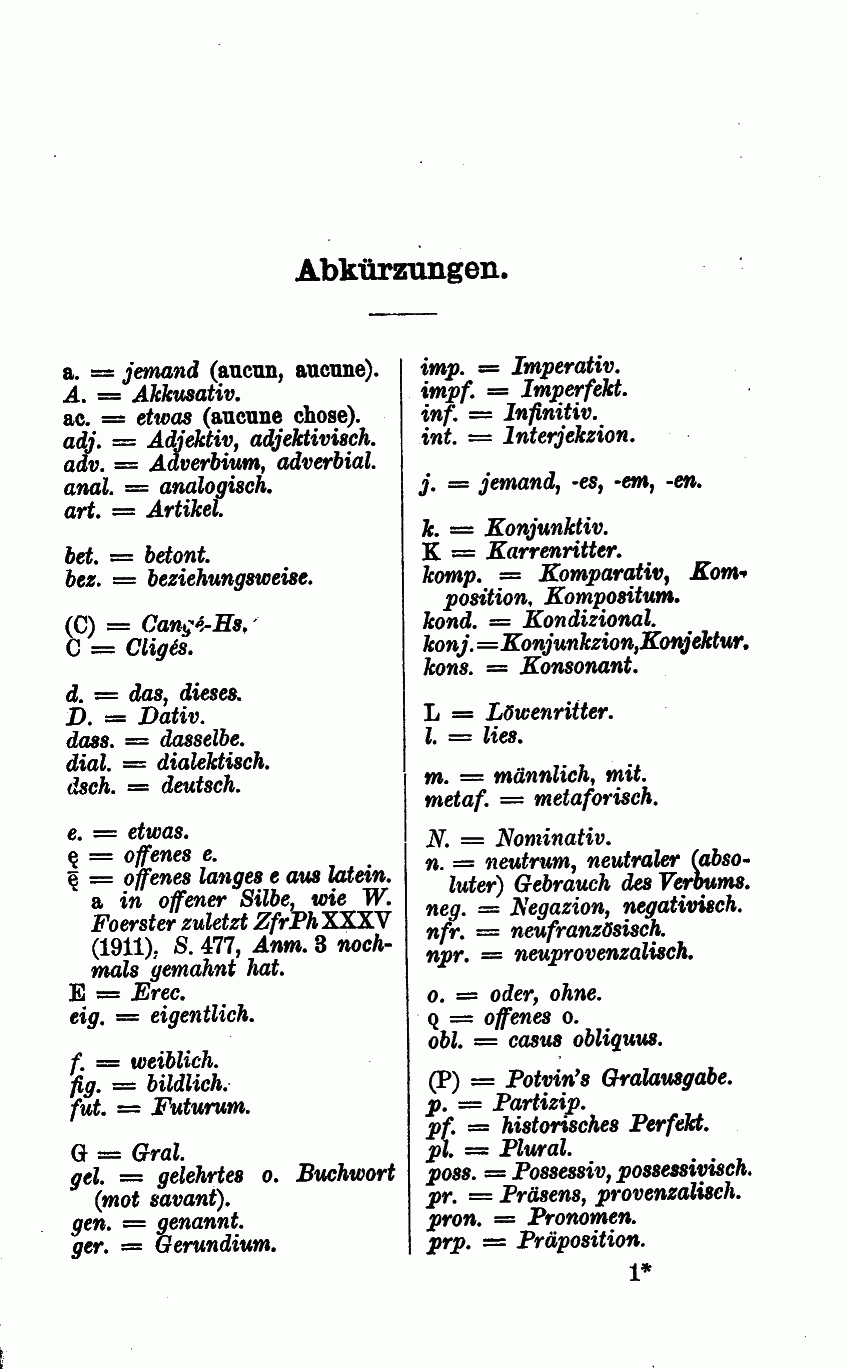 Abkürzungen.
a. = jemand (aucun, aucune).
A. = Akkusativ.
ac. = etwas (aucune chose).
adj. = Adjektiv, adjektivisch.
adv. = Adverbium, adverbial.
anal. = analogisch.
art. = Artikel.
bet. = betont.
bez. = beziehungsweise.
(C) = Cangé-Hs.
C = Cligés.
d. = das, dieses.
D. = Dativ.
dass. = dasselbe.
dial. = dialektisch.
dsch. = deutsch.
e. = etwas.
ę = offenes e.
ę̄ = offenes langes e aus latein.
a in offener Silbe, wie W.
Foerster zuletzt ZfrPh XXXV
(1911), S. 477, Anm. 3 noch-
mals gemahnt hat.
E = Erec.
eig. = eigentlich.
f. = weiblich.
fig. = bildlich.
fut. = Futurum.
G = Gral.
gel. = gelehrtes o. Buchwort
(mot savant).
gen. = genannt.
ger. = Gerundium.
imp. = Imperativ.
impf. = Imperfekt.
inf. = Infinitiv.
int. = Interjekzion.
j. = jemand, -es, -em, -en.
k. = Konjunktiv.
K = Karrenritter.
komp. = Komparativ, Kom-
position, Kompositum.
kond. = Kondizional.
konj.=Konjunkzion,Konjektur.
kons. = Konsonant.
L = Löwenritter.
l. = lies.
m. = männlich, mit.
metaf. = metaforisch.
N. = Nominativ.
n. = neutrum, neutraler (abso-
luter) Gebrauch des Verbums.
neg. = Negazion, negativisch.
nfr. = neufranzösisch.
npr. = neuprovenzalisch.
o. = oder, ohne.
ǫ = offenes o.
obl. = casus obliquus.
(P) = Potvin's Gralausgabe.
p. = Partizip.
pf. = historisches Perfekt.
pl. = Plural.
poss. = Possessiv, possessivisch.
pr. = Präsens, provenzalisch.
pron. = Pronomen.
prp. = Präposition.
1*